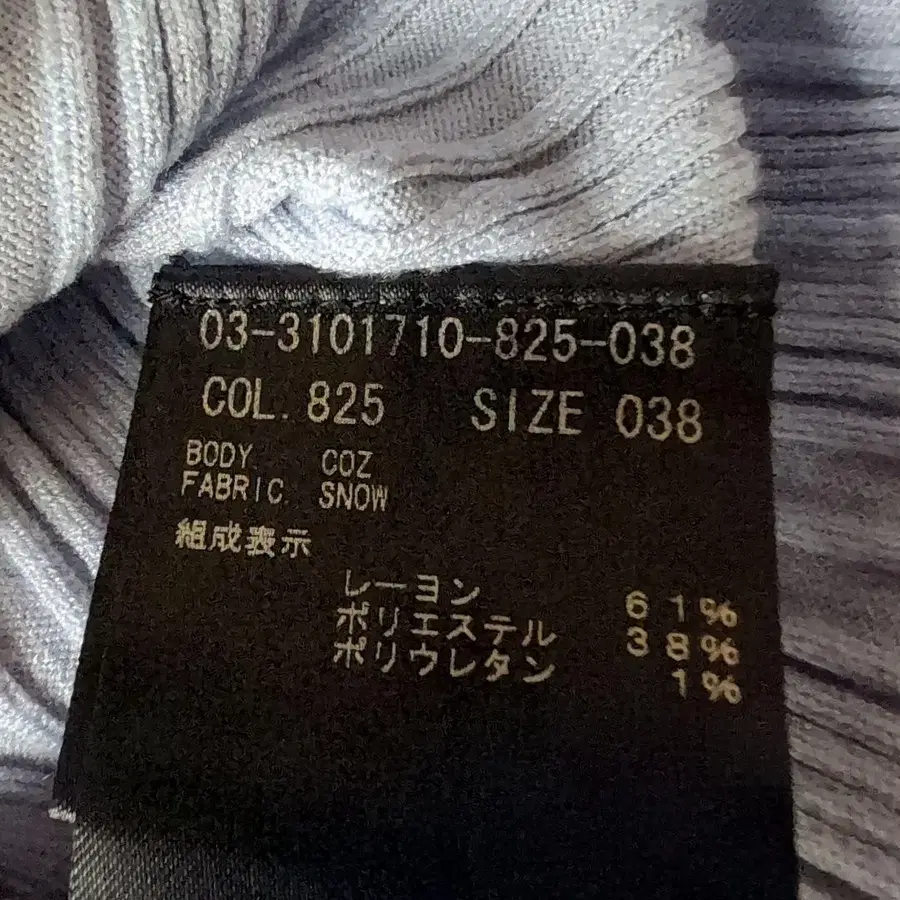 03-3101710-825-038
COL. 825 SIZE 038
BODY. COZ
FABRIC SNOW
組成表示
レーヨン 61%
ポリエステル 38%
ポリウレタン 1%